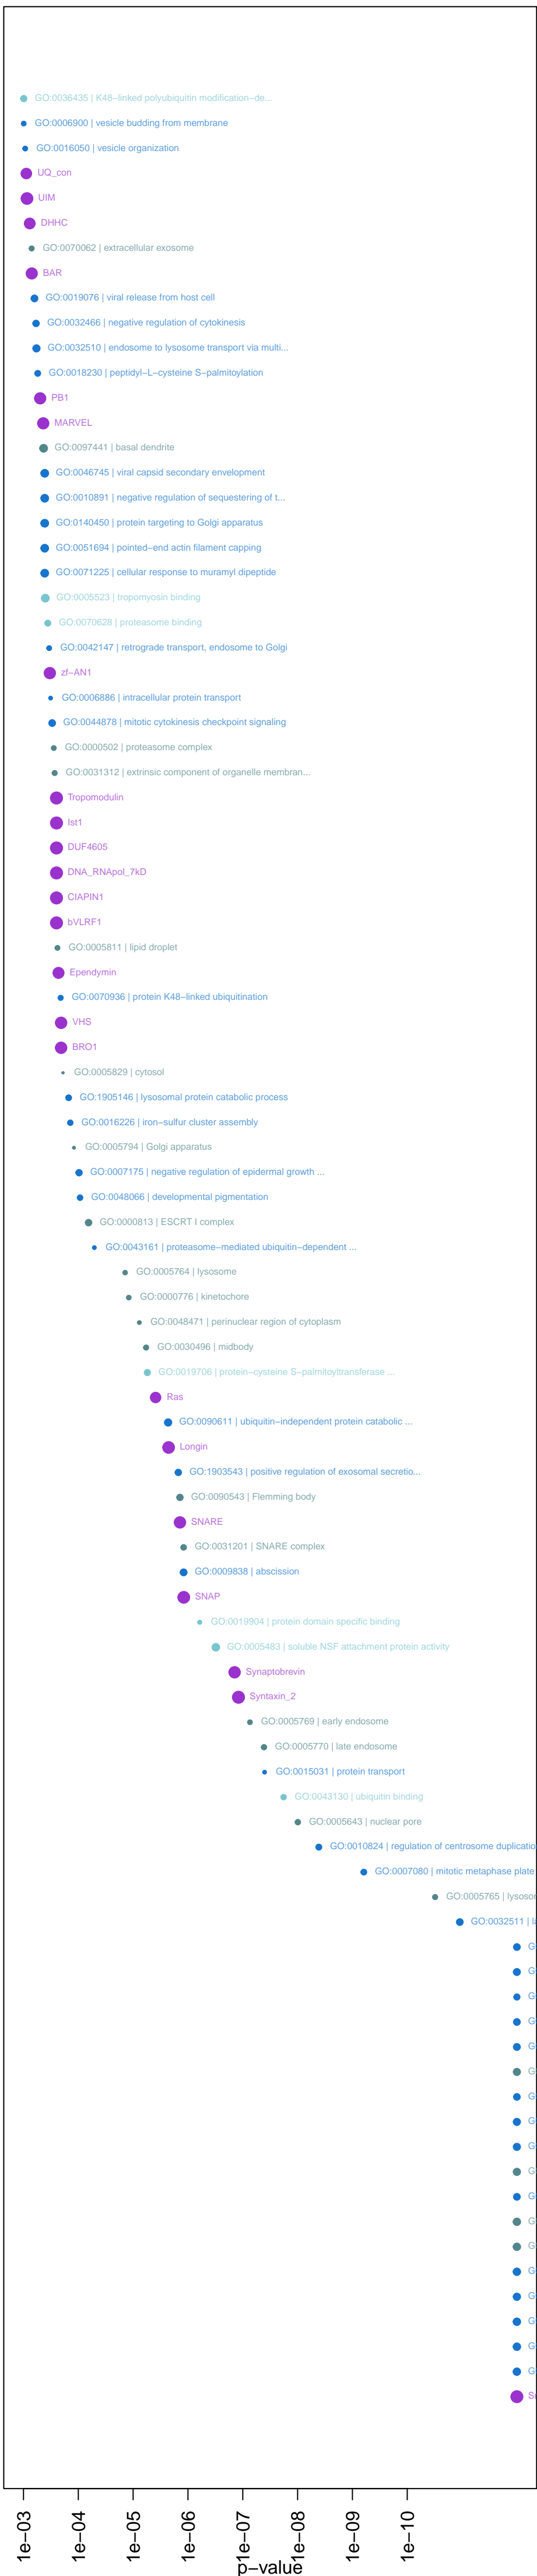 GO:0036435 | K48−linked polyubiquitin modification−de...
GO:0006900 | vesicle budding from membrane
GO:0016050 | vesicle organization
UQ_con
UIM
DHHC
GO:0070062 | extracellular exosome
BAR
GO:0019076 | viral release from host cell
GO:0032466 | negative regulation of cytokinesis
GO:0032510 | endosome to lysosome transport via multi...
GO:0018230 | peptidyl−L−cysteine S−palmitoylation
PB1
MARVEL
GO:0097441 | basal dendrite
GO:0046745 | viral capsid secondary envelopment
GO:0010891 | negative regulation of sequestering of t...
GO:0140450 | protein targeting to Golgi apparatus
GO:0051694 | pointed−end actin filament capping
GO:0071225 | cellular response to muramyl dipeptide
GO:0005523 | tropomyosin binding
GO:0070628 | proteasome binding
GO:0042147 | retrograde transport, endosome to Golgi
zf−AN1
GO:0006886 | intracellular protein transport
GO:0044878 | mitotic cytokinesis checkpoint signaling
GO:0000502 | proteasome complex
GO:0031312 | extrinsic component of organelle membran...
Tropomodulin
Ist1
DUF4605
DNA_RNApol_7kD
CIAPIN1
bVLRF1
GO:0005811 | lipid droplet
Ependymin
GO:0070936 | protein K48−linked ubiquitination
VHS
BRO1
GO:0005829 | cytosol
GO:1905146 | lysosomal protein catabolic process
GO:0016226 | iron−sulfur cluster assembly
GO:0005794 | Golgi apparatus
GO:0007175 | negative regulation of epidermal growth ...
GO:0048066 | developmental pigmentation
GO:0000813 | ESCRT I complex
GO:0043161 | proteasome−mediated ubiquitin−dependent ...
GO:0005764 | lysosome
GO:0000776 | kinetochore
GO:0048471 | perinuclear region of cytoplasm
GO:0030496 | midbody
GO:0019706 | protein−cysteine S−palmitoyltransferase ...
Ras
GO:0090611 | ubiquitin−independent protein catabolic ...
Longin
GO:1903543 | positive regulation of exosomal secretio...
GO:0090543 | Flemming body
SNARE
GO:0031201 | SNARE complex
GO:0009838 | abscission
SNAP
GO:0019904 | protein domain specific binding
GO:0005483 | soluble NSF attachment protein activity
Synaptobrevin
Syntaxin_2
GO:0005769 | early endosome
GO:0005770 | late endosome
GO:0015031 | protein transport
GO:0043130 | ubiquitin binding
GO:0005643 | nuclear pore
GO:0010824 | regulation of centrosome duplicatio
GO:0007080 | mitotic metaphase plate
GO:0005765 | lysosor
GO:0032511 |
1e−03
1e−04
1e−05
1e−06
1e−07
1e−08
1e−09
1e−10
p−value